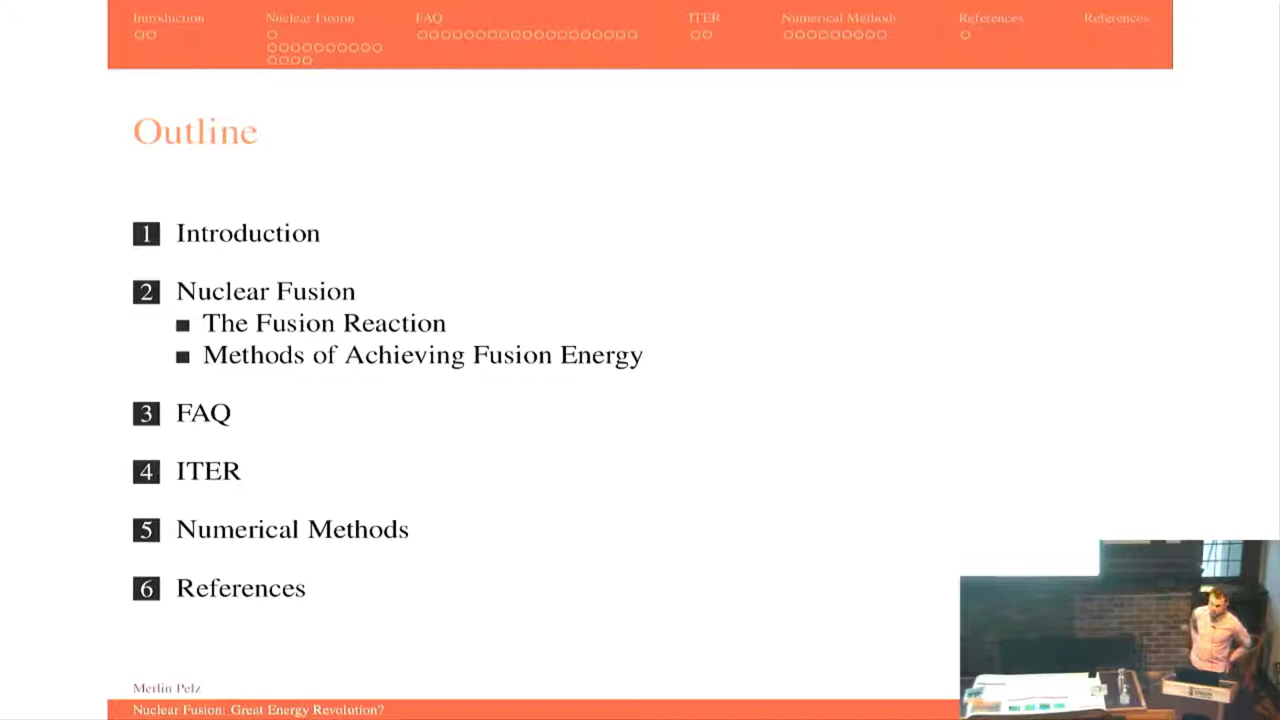 Introduction
Nuclear Fusion
FAQ
ITER
Numerical Methods
References
References
Outline
1 Introduction
2 Nuclear Fusion
The Fusion Reaction
Methods of Achieving Fusion Energy
3 FAQ
4 ITER
5 Numerical Methods
6 References
Merlin Pelz
Nuclear Fusion: Great Energy Revolution?